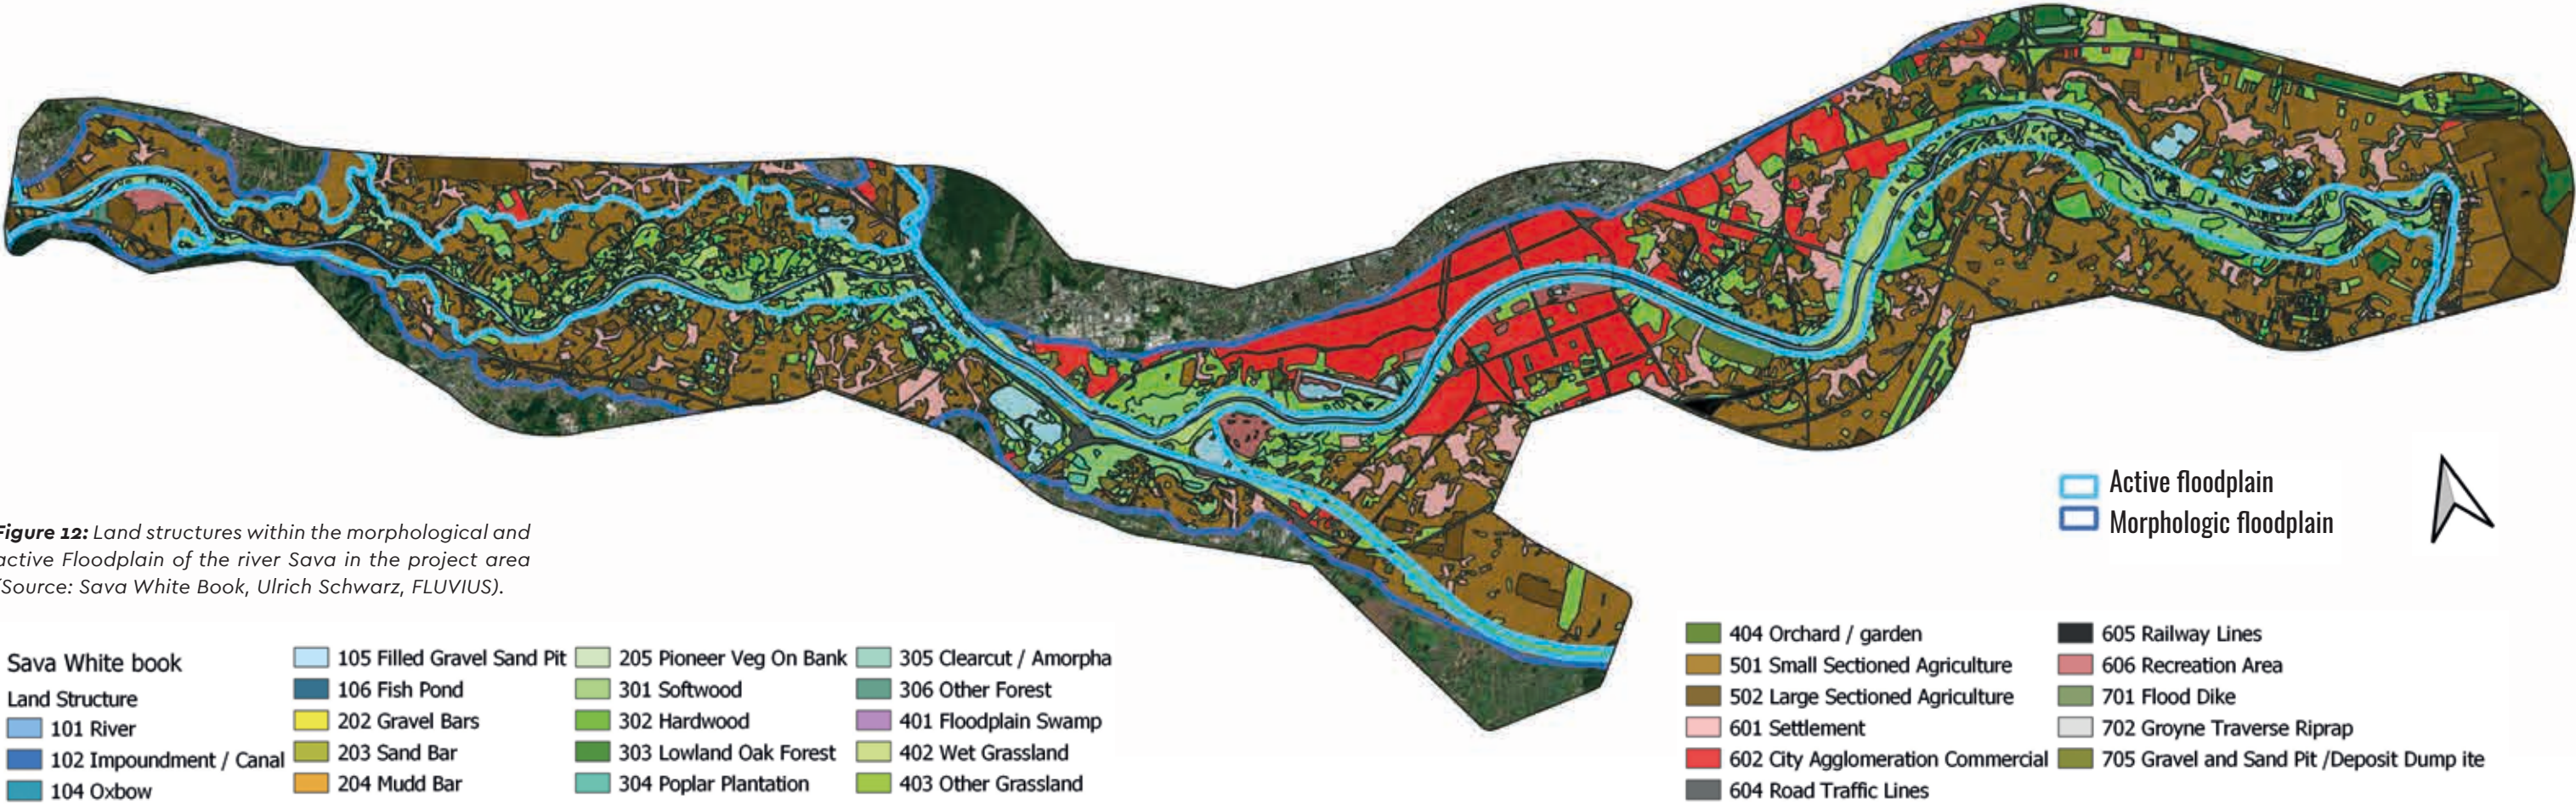 Active floodplain
Morphologic floodplain
Figure 12: Land structures within the morphological and
active Floodplain of the river Sava in the project area
(Source: Sava White Book, Ulrich Schwarz, FLUVIUS).
Sava White book
Land Structure
101 River
102 Impoundment / Canal
104 Oxbow
105 Filled Gravel Sand Pit
106 Fish Pond
202 Gravel Bars
203 Sand Bar
204 Mudd Bar
205 Pioneer Veg On Bank
301 Softwood
302 Hardwood
303 Lowland Oak Forest
304 Poplar Plantation
305 Clearcut / Amorpha
306 Other Forest
401 Floodplain Swamp
402 Wet Grassland
403 Other Grassland
404 Orchard / garden
501 Small Sectioned Agriculture
502 Large Sectioned Agriculture
601 Settlement
602 City Agglomeration Commercial
604 Road Traffic Lines
605 Railway Lines
606 Recreation Area
701 Flood Dike
702 Groyne Traverse Riprap
705 Gravel and Sand Pit /Deposit Dump ite